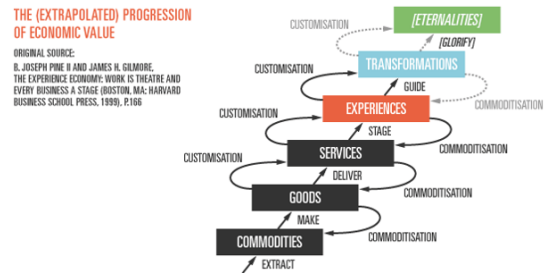 THE (EXTRAPOLATED) PROGRESSION
OF ECONOMIC VALUE
ORIGINAL SOURCE:
B. JOSEPH PINE II AND JAMES H. GILMORE,
THE EXPERIENCE ECONOMY: WORK IS THEATRE AND
EVERY BUSINESS A STAGE (BOSTON, MA: HARVARD
BUSINESS SCHOOL PRESS, 1999), P.166
CUSTOMISATION
[ETERNALITIES]
[GLORIFY]
CUSTOMISATION
TRANSFORMATIONS
GUIDE
COMMODITISATION
CUSTOMISATION
EXPERIENCES
STAGE
COMMODITISATION
CUSTOMISATION
SERVICES
DELIVER
COMMODITISATION
GOODS
MAKE
COMMODITISATION
COMMODITIES
EXTRACT